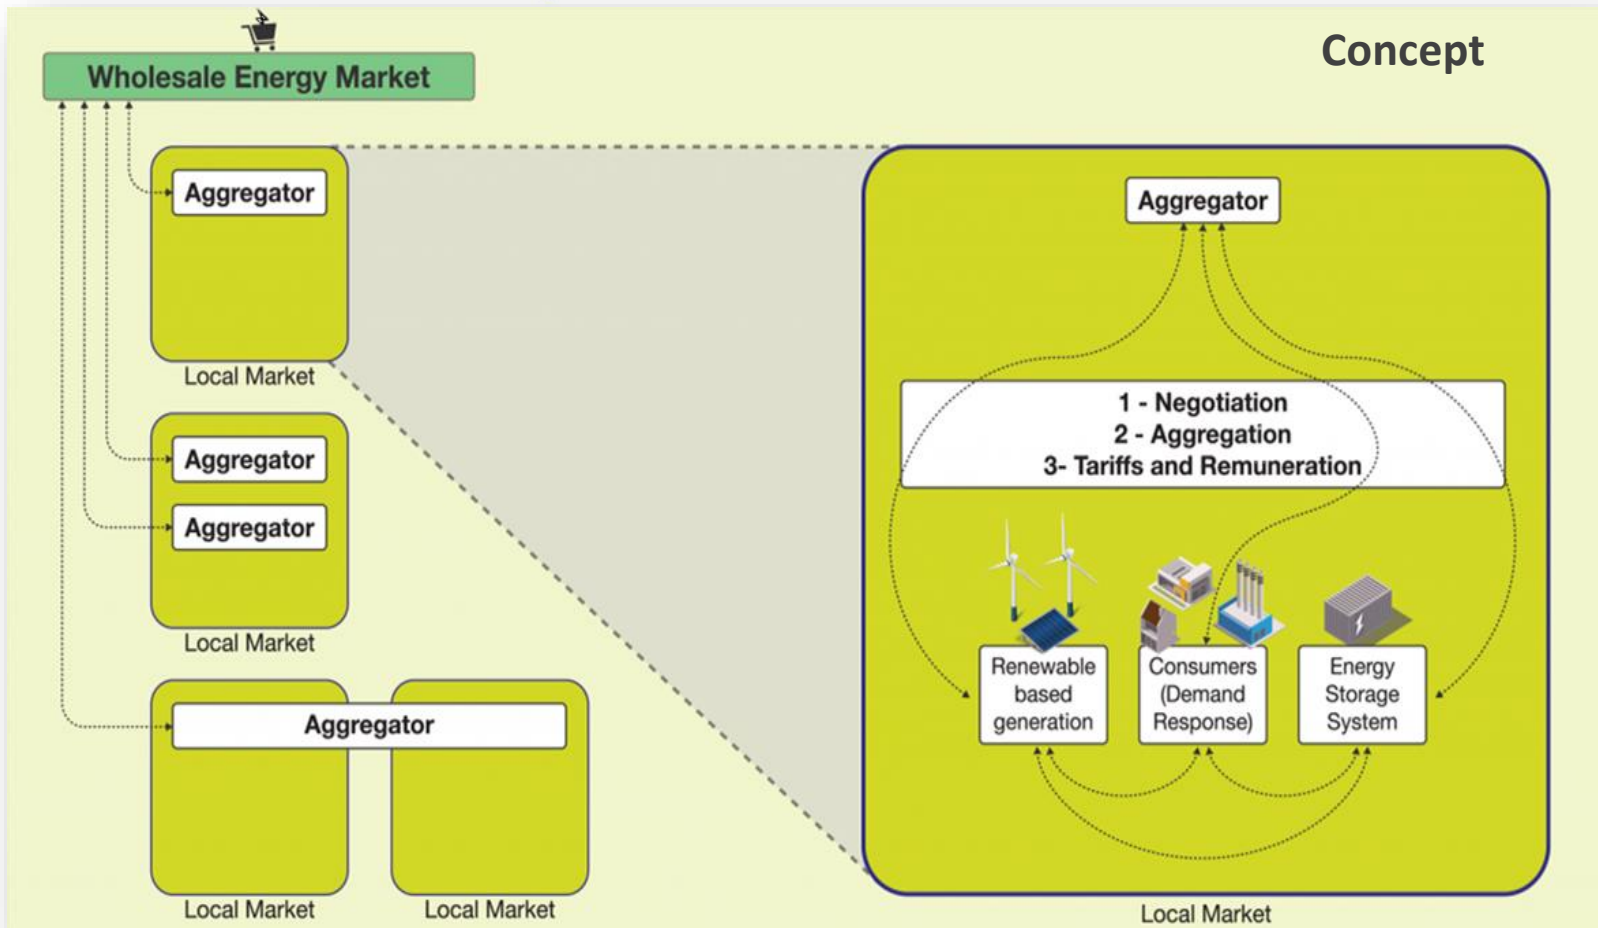 Concept
Wholesale Energy Market
Aggregator
Local Market
Aggregator
Aggregator
Local Market
Aggregator
Local Market
Local Market
Aggregator
1 - Negotiation
2 - Aggregation
3- Tariffs and Remuneration
Renewable
based
generation
Consumers
(Demand
Response)
Energy
Storage
System
Local Market